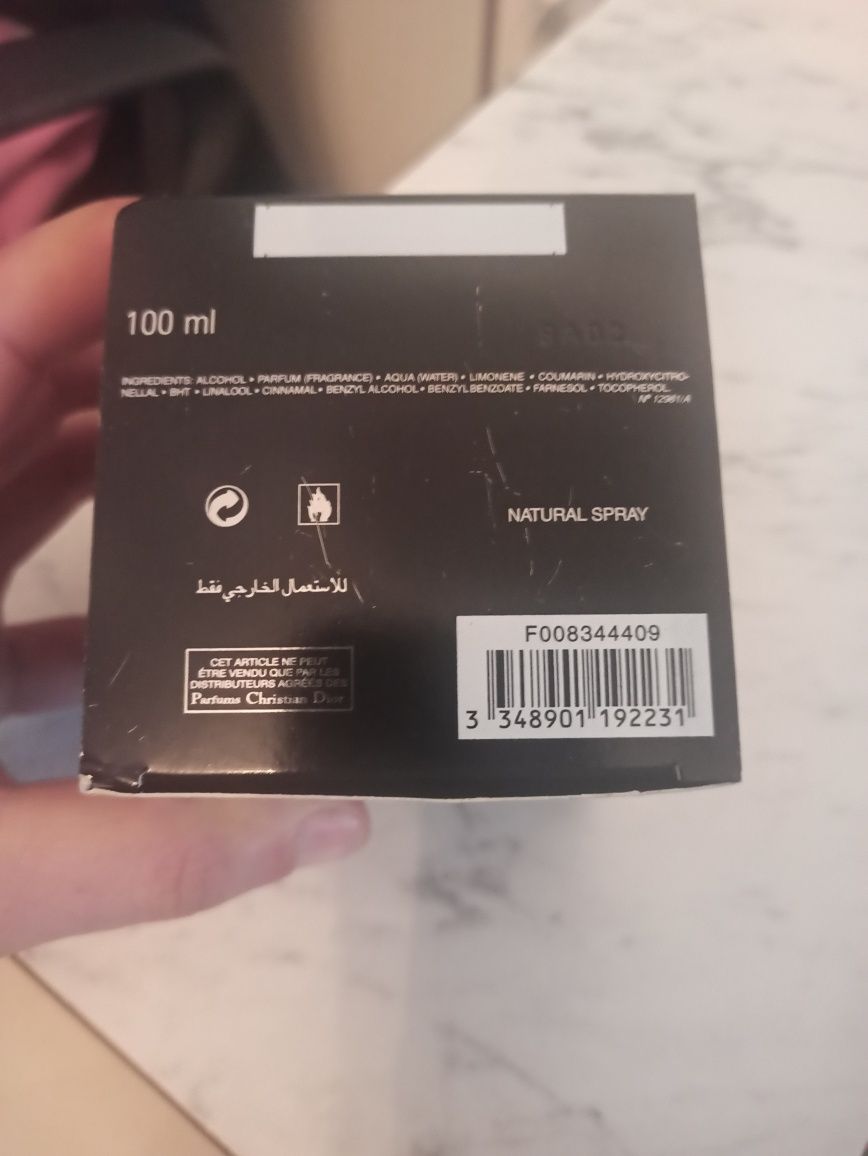 100 ml
INGREDIENTS: ALCOHOL • PARFUM (FRAGRANCE) • AQUA (WATER) • LIMONENE • COUMARIN • HYDROXYCITRO-
NELLAL • BHT • LINALOOL • CINNAMAL • BENZYL ALCOHOL • BENZYL BENZOATE • FARNESOL • TOCOPHEROL.
N° 12981/A
NATURAL SPRAY
للاستعمال الخارجي فقط
CET ARTICLE NE PEUT
ÊTRE VENDU QUE PAR LES
DISTRIBUTEURS AGRÉÉS DES
Parfums Christian Dior
F008344409
3 348901 192231